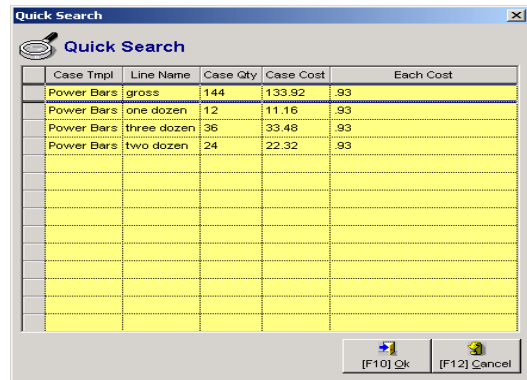 Quick Search
Quick Search
Case Tmpl Line Name Case Qty Case Cost Each Cost
Power Bars gross 144 133.92 .93
Power Bars one dozen 12 11.16 .93
Power Bars three dozen 36 33.48 .93
Power Bars two dozen 24 22.32 .93
[F10] Ok [F12] Cancel